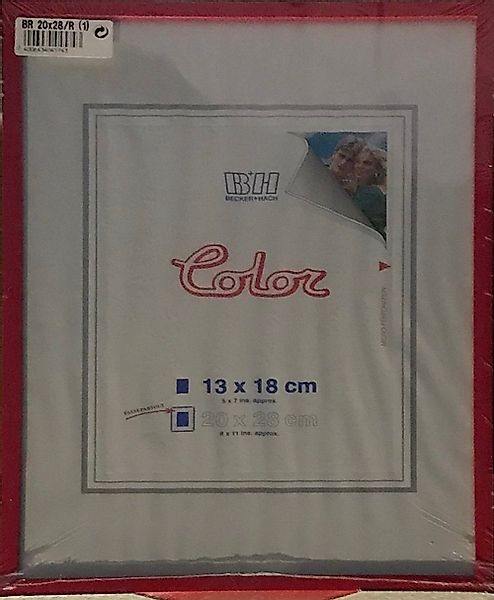 BR 20x28/R (1)
B+H
BECKER+HACH
Color
13 x 18 cm
5 x 7 ins. approx.
PASSEPARTOUT
20 x 28 cm
8 x 11 ins. approx.